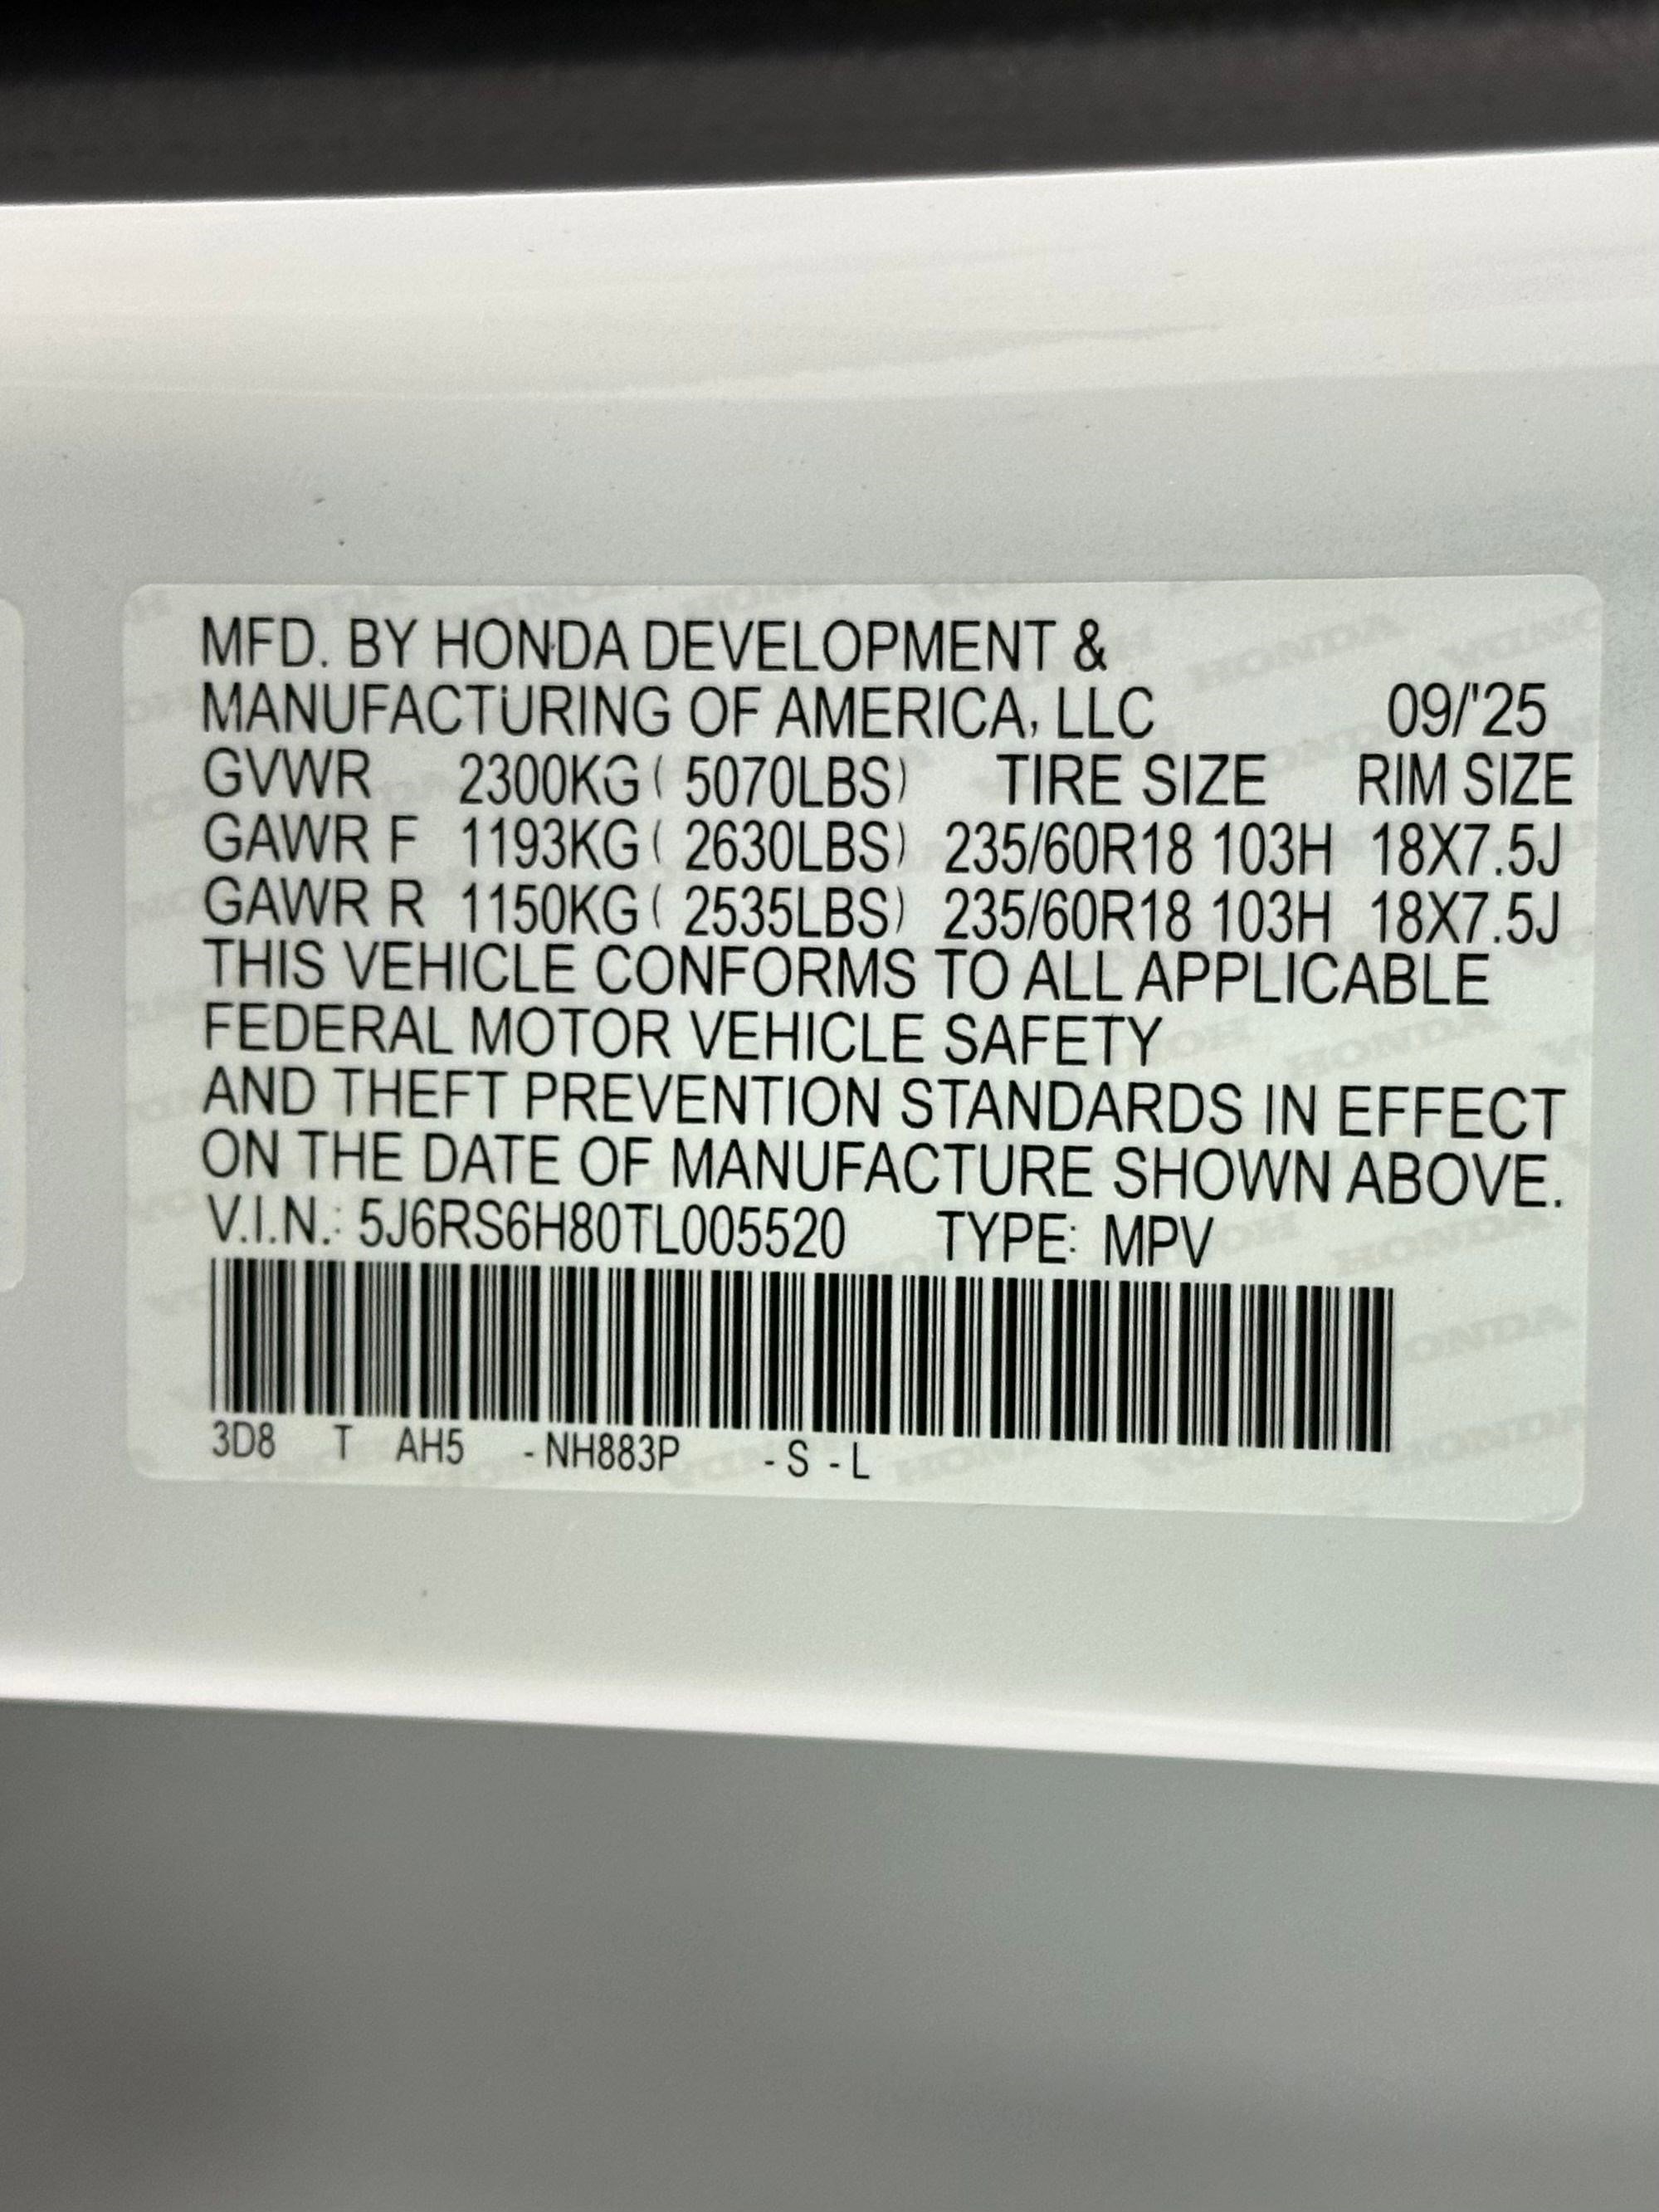 MFD. BY HONDA DEVELOPMENT &
MANUFACTURING OF AMERICA, LLC 09/'25
GVWR 2300KG ( 5070LBS) TIRE SIZE RIM SIZE
GAWR F 1193KG ( 2630LBS) 235/60R18 103H 18X7.5J
GAWR R 1150KG ( 2535LBS) 235/60R18 103H 18X7.5J
THIS VEHICLE CONFORMS TO ALL APPLICABLE
FEDERAL MOTOR VEHICLE SAFETY
AND THEFT PREVENTION STANDARDS IN EFFECT
ON THE DATE OF MANUFACTURE SHOWN ABOVE.
V.I.N.: 5J6RS6H80TL005520 TYPE: MPV
3D8 T AH5 - NH883P - S - L